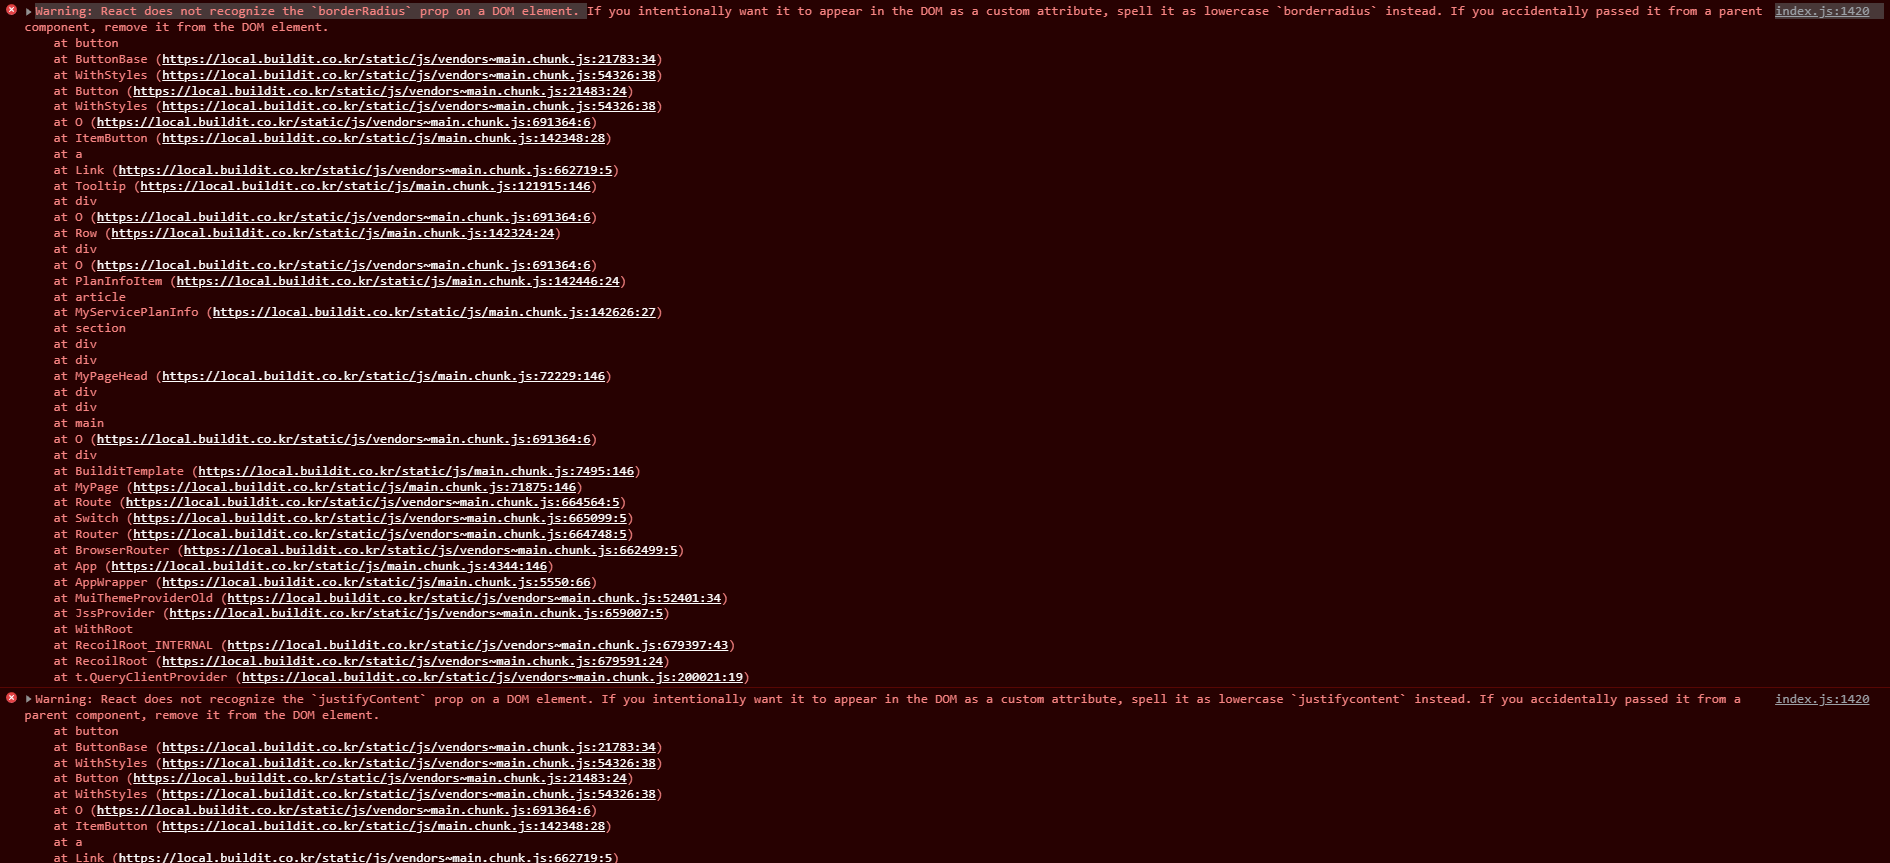 Warning: React does not recognize the `borderRadius` prop on a DOM element. If you intentionally want it to appear in the DOM as a custom attribute, spell it as lowercase `borderradius` instead. If you accidentally passed it from a parent index.js:1420
component, remove it from the DOM element.
at button
at ButtonBase (https://local.buildit.co.kr/static/js/vendors~main.chunk.js:21783:34)
at WithStyles (https://local.buildit.co.kr/static/js/vendors~main.chunk.js:54326:38)
at Button (https://local.buildit.co.kr/static/js/vendors~main.chunk.js:21483:24)
at WithStyles (https://local.buildit.co.kr/static/js/vendors~main.chunk.js:54326:38)
at O (https://local.buildit.co.kr/static/js/vendors~main.chunk.js:691364:6)
at ItemButton (https://local.buildit.co.kr/static/js/main.chunk.js:142348:28)
at a
at Link (https://local.buildit.co.kr/static/js/vendors~main.chunk.js:662719:5)
at Tooltip (https://local.buildit.co.kr/static/js/main.chunk.js:121915:146)
at div
at O (https://local.buildit.co.kr/static/js/vendors~main.chunk.js:691364:6)
at Row (https://local.buildit.co.kr/static/js/main.chunk.js:142324:24)
at div
at O (https://local.buildit.co.kr/static/js/vendors~main.chunk.js:691364:6)
at PlanInfoItem (https://local.buildit.co.kr/static/js/main.chunk.js:142446:24)
at article
at MyServicePlanInfo (https://local.buildit.co.kr/static/js/main.chunk.js:142626:27)
at section
at div
at div
at MyPageHead (https://local.buildit.co.kr/static/js/main.chunk.js:72229:146)
at div
at div
at main
at O (https://local.buildit.co.kr/static/js/vendors~main.chunk.js:691364:6)
at div
at BuilditTemplate (https://local.buildit.co.kr/static/js/main.chunk.js:7495:146)
at MyPage (https://local.buildit.co.kr/static/js/main.chunk.js:71875:146)
at Route (https://local.buildit.co.kr/static/js/vendors~main.chunk.js:664564:5)
at Switch (https://local.buildit.co.kr/static/js/vendors~main.chunk.js:665099:5)
at Router (https://local.buildit.co.kr/static/js/vendors~main.chunk.js:664748:5)
at BrowserRouter (https://local.buildit.co.kr/static/js/vendors~main.chunk.js:662499:5)
at App (https://local.buildit.co.kr/static/js/main.chunk.js:4344:146)
at AppWrapper (https://local.buildit.co.kr/static/js/main.chunk.js:5550:66)
at MuiThemeProviderOld (https://local.buildit.co.kr/static/js/vendors~main.chunk.js:52401:34)
at JssProvider (https://local.buildit.co.kr/static/js/vendors~main.chunk.js:659007:5)
at WithRoot
at RecoilRoot_INTERNAL (https://local.buildit.co.kr/static/js/vendors~main.chunk.js:679397:43)
at RecoilRoot (https://local.buildit.co.kr/static/js/vendors~main.chunk.js:679591:24)
at t.QueryClientProvider (https://local.buildit.co.kr/static/js/vendors~main.chunk.js:200021:19)
Warning: React does not recognize the `justifyContent` prop on a DOM element. If you intentionally want it to appear in the DOM as a custom attribute, spell it as lowercase `justifycontent` instead. If you accidentally passed it from a index.js:1420
parent component, remove it from the DOM element.
at button
at ButtonBase (https://local.buildit.co.kr/static/js/vendors~main.chunk.js:21783:34)
at WithStyles (https://local.buildit.co.kr/static/js/vendors~main.chunk.js:54326:38)
at Button (https://local.buildit.co.kr/static/js/vendors~main.chunk.js:21483:24)
at WithStyles (https://local.buildit.co.kr/static/js/vendors~main.chunk.js:54326:38)
at O (https://local.buildit.co.kr/static/js/vendors~main.chunk.js:691364:6)
at ItemButton (https://local.buildit.co.kr/static/js/main.chunk.js:142348:28)
at a
at Link (https://local.buildit.co.kr/static/js/vendors~main.chunk.js:662719:5)